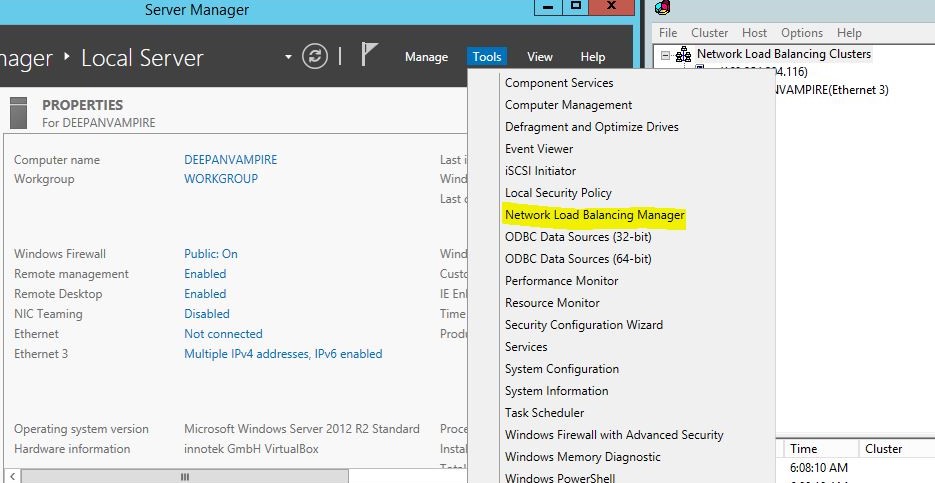 Server Manager
nager ▸ Local Server
Manage Tools View Help
File Cluster Host Options Help
Network Load Balancing Clusters
.116)
VAMPIRE(Ethernet 3)
PROPERTIES
For DEEPANVAMPIRE
Computer name DEEPANVAMPIRE
Workgroup WORKGROUP
Last i
Wind
Last c
Windows Firewall Public: On
Remote management Enabled
Remote Desktop Enabled
NIC Teaming Disabled
Ethernet Not connected
Ethernet 3 Multiple IPv4 addresses, IPv6 enabled
Wind
Custo
IE Enl
Time
Produ
Operating system version Microsoft Windows Server 2012 R2 Standard
Hardware information innotek GmbH VirtualBox
Proce
Instal
Component Services
Computer Management
Defragment and Optimize Drives
Event Viewer
iSCSI Initiator
Local Security Policy
Network Load Balancing Manager
ODBC Data Sources (32-bit)
ODBC Data Sources (64-bit)
Performance Monitor
Resource Monitor
Security Configuration Wizard
Services
System Configuration
System Information
Task Scheduler
Windows Firewall with Advanced Security
Windows Memory Diagnostic
Windows PowerShell
Time Cluster
6:08:10 AM